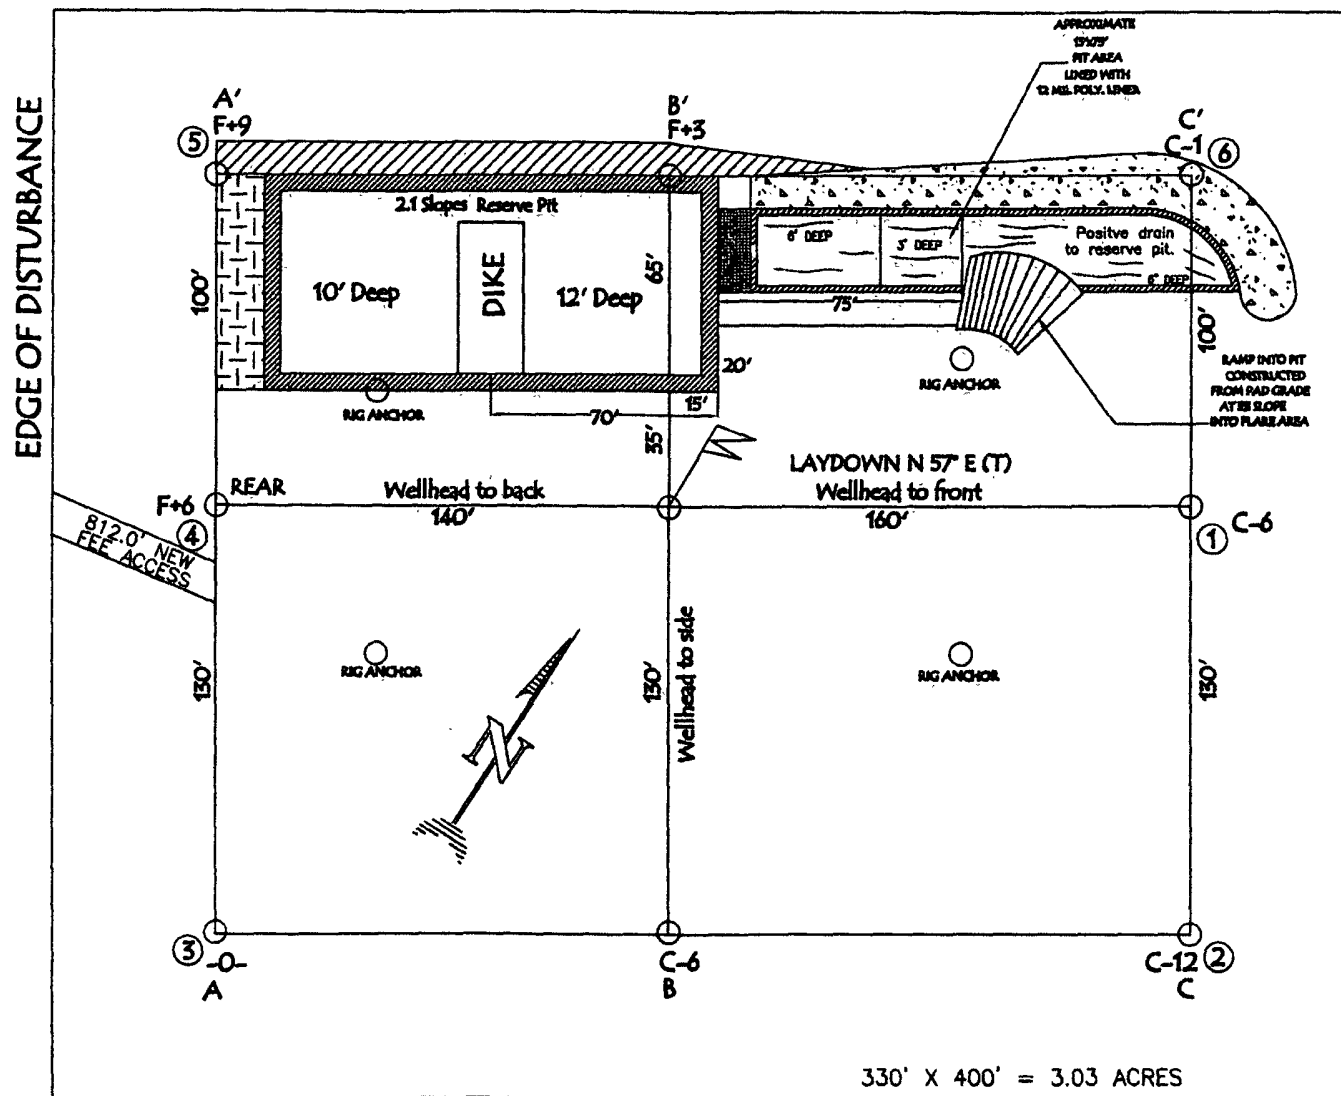 EDGE OF DISTURBANCE
APPROXIMATE
PIT AREA
LINED WITH
12 MIL. POLY. LINER
A'
F+9
5
B'
F+3
C'
C-1
6
2.1 Slopes Reserve Pit
6' DEEP
3' DEEP
Positve drain
to reserve pit.
6' DEEP
100'
10' Deep
DIKE
12' Deep
65'
75'
100'
RIG ANCHOR
RIG ANCHOR
20'
15'
70'
35'
RAMP INTO PIT
CONSTRUCTED
FROM PAD GRADE
INTO FLARE AREA
N
LAYDOWN N 57° E (T)
F+6
4
REAR
Wellhead to back
140'
Wellhead to front
160'
1
C-6
812.0' NEW
FEE ACCESS
130'
RIG ANCHOR
130'
Wellhead to side
RIG ANCHOR
130'
N
3
-0-
A
C-6
B
C-12
2
C
330' X 400' = 3.03 ACRES